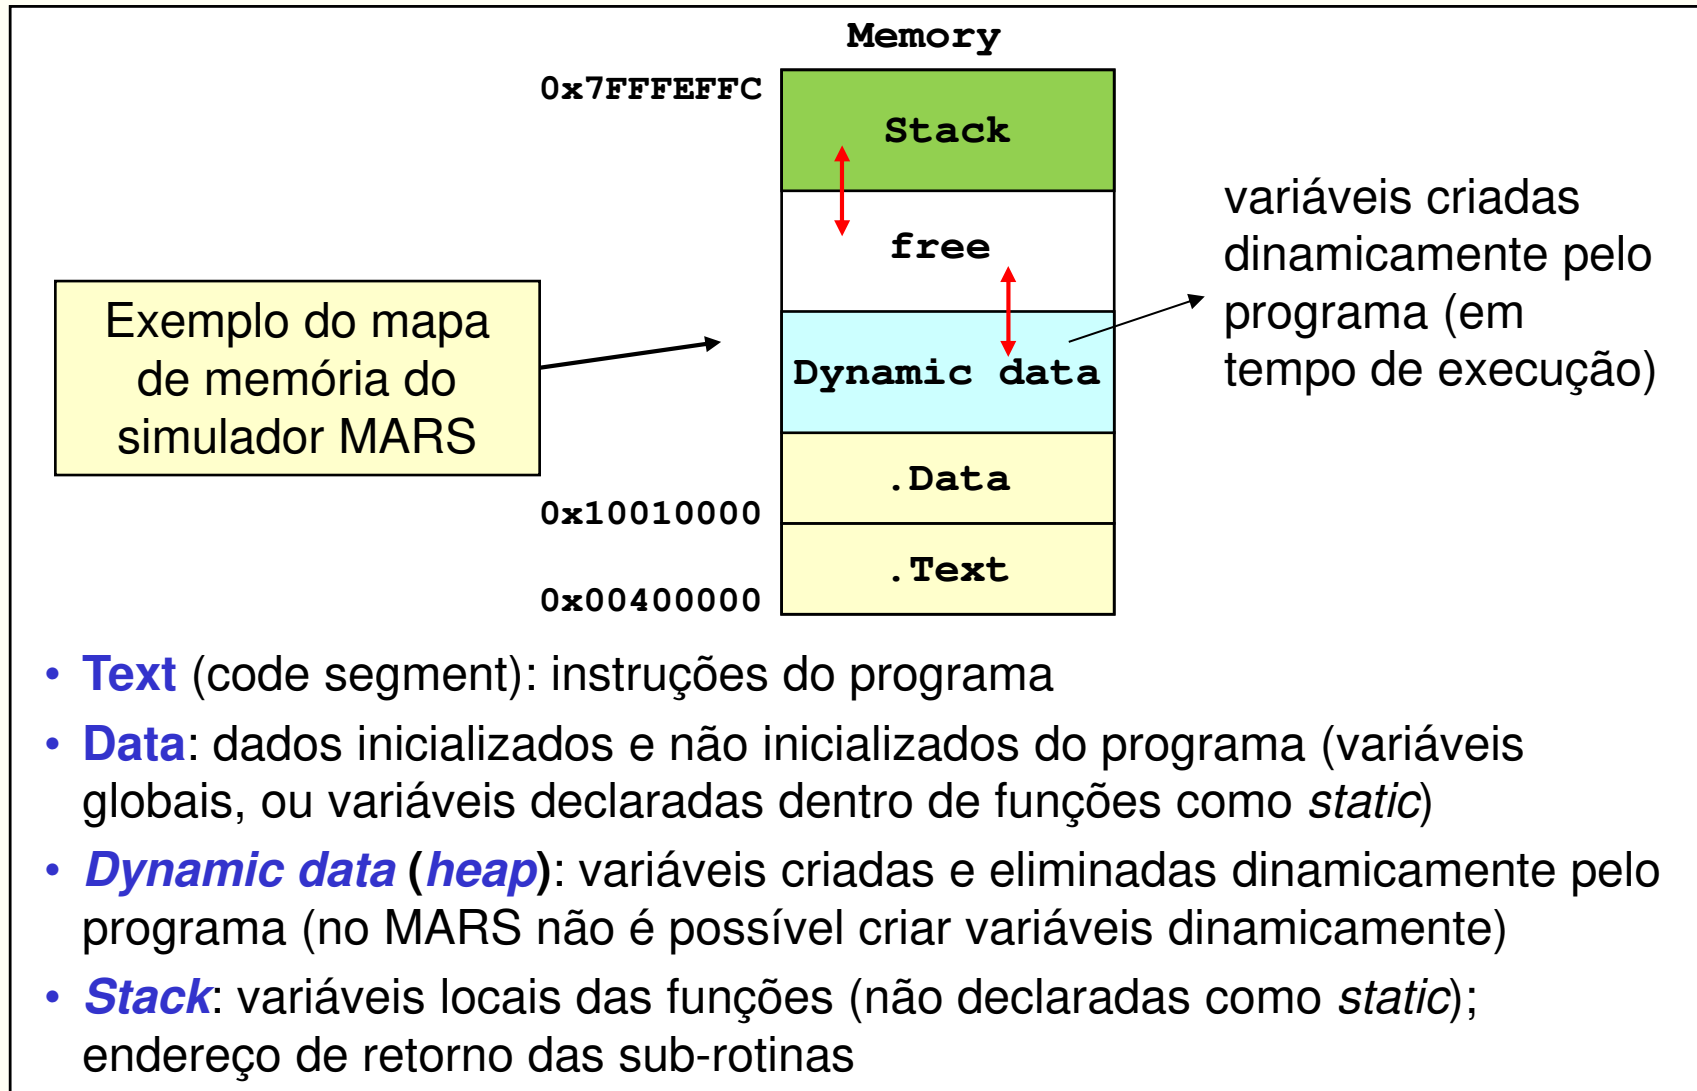 Memory
0x7FFFEFFC
Stack
free
variáveis criadas
dinamicamente pelo
programa (em
tempo de execução)
Exemplo do mapa
de memória do
simulador MARS
Dynamic data
.Data
0x10010000
.Text
0x00400000
• Text (code segment): instruções do programa
• Data: dados inicializados e não inicializados do programa (variáveis
globais, ou variáveis declaradas dentro de funções como static)
• Dynamic data (heap): variáveis criadas e eliminadas dinamicamente pelo
programa (no MARS não é possível criar variáveis dinamicamente)
• Stack: variáveis locais das funções (não declaradas como static);
endereço de retorno das sub-rotinas